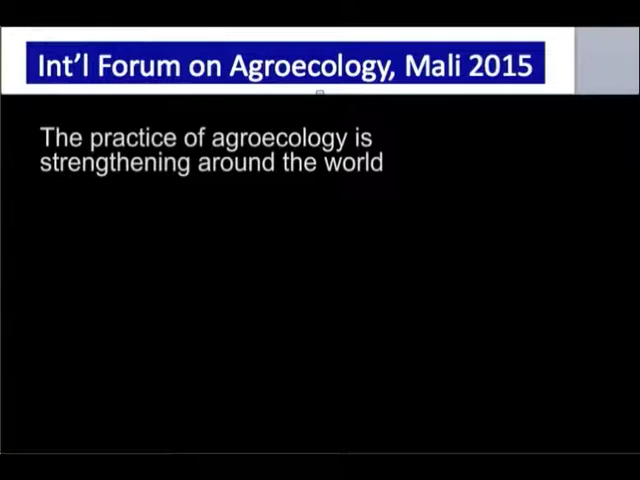 Int’l Forum on Agroecology, Mali 2015
The practice of agroecology is
strengthening around the world